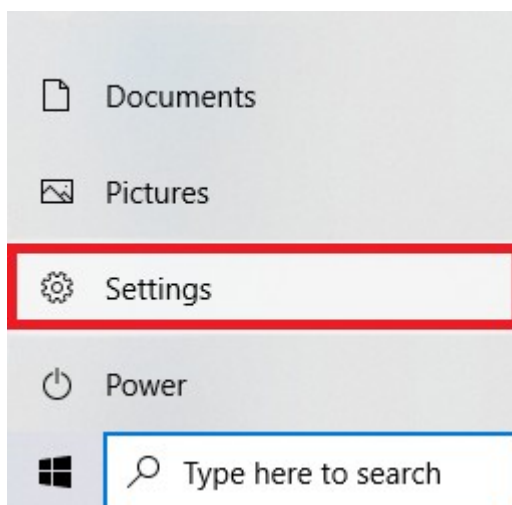 Documents
Pictures
Settings
Power
Type here to search